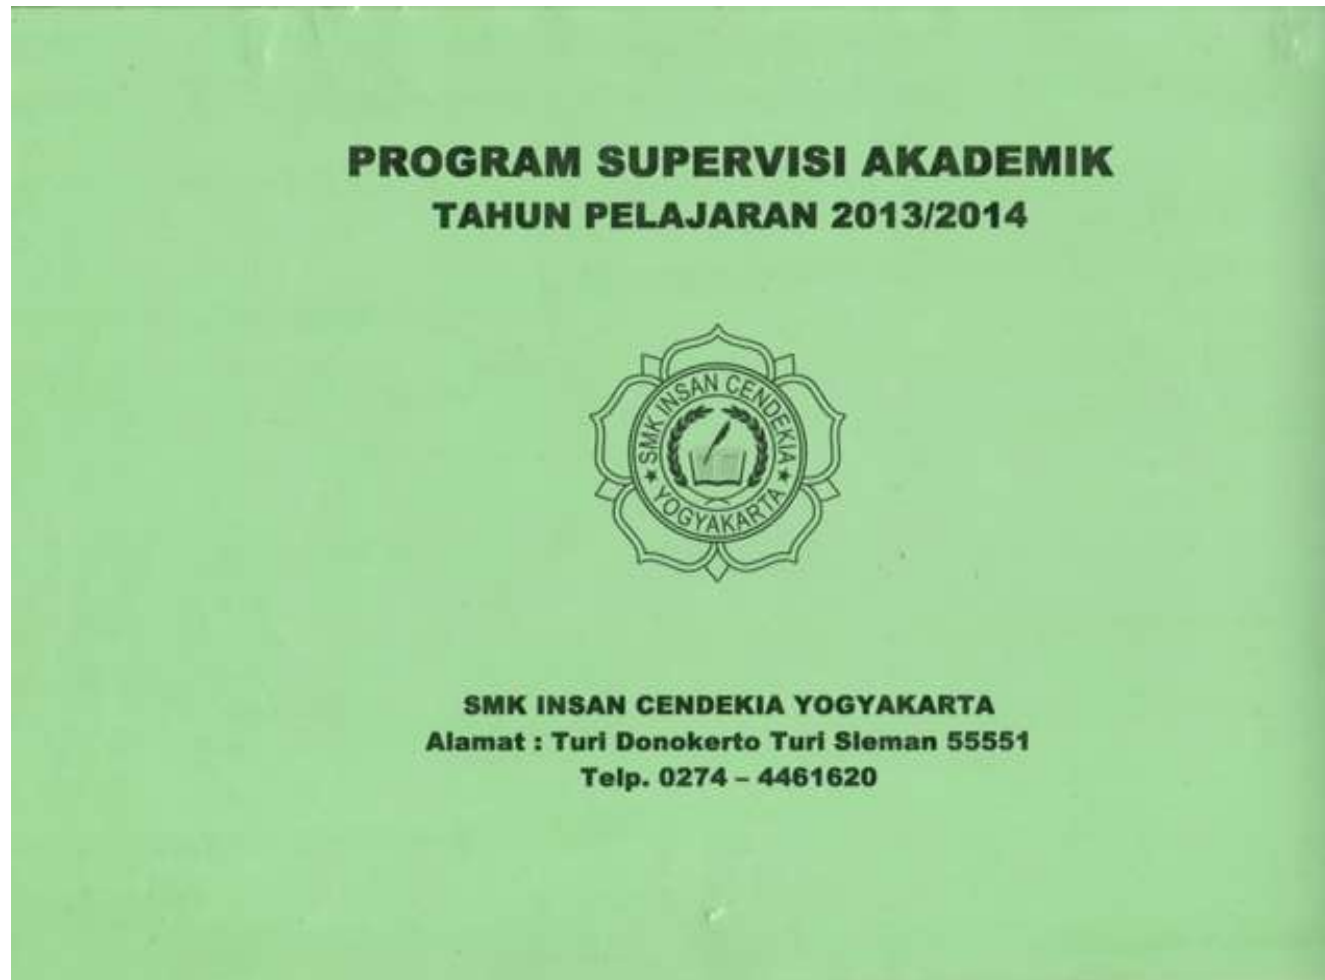 PROGRAM SUPERVISI AKADEMIK
TAHUN PELAJARAN 2013/2014
SMK INSAN CENDEKIA
YOGYAKARTA
SMK INSAN CENDEKIA YOGYAKARTA
Alamat : Turi Donokerto Turi Sleman 55551
Telp. 0274 – 4461620